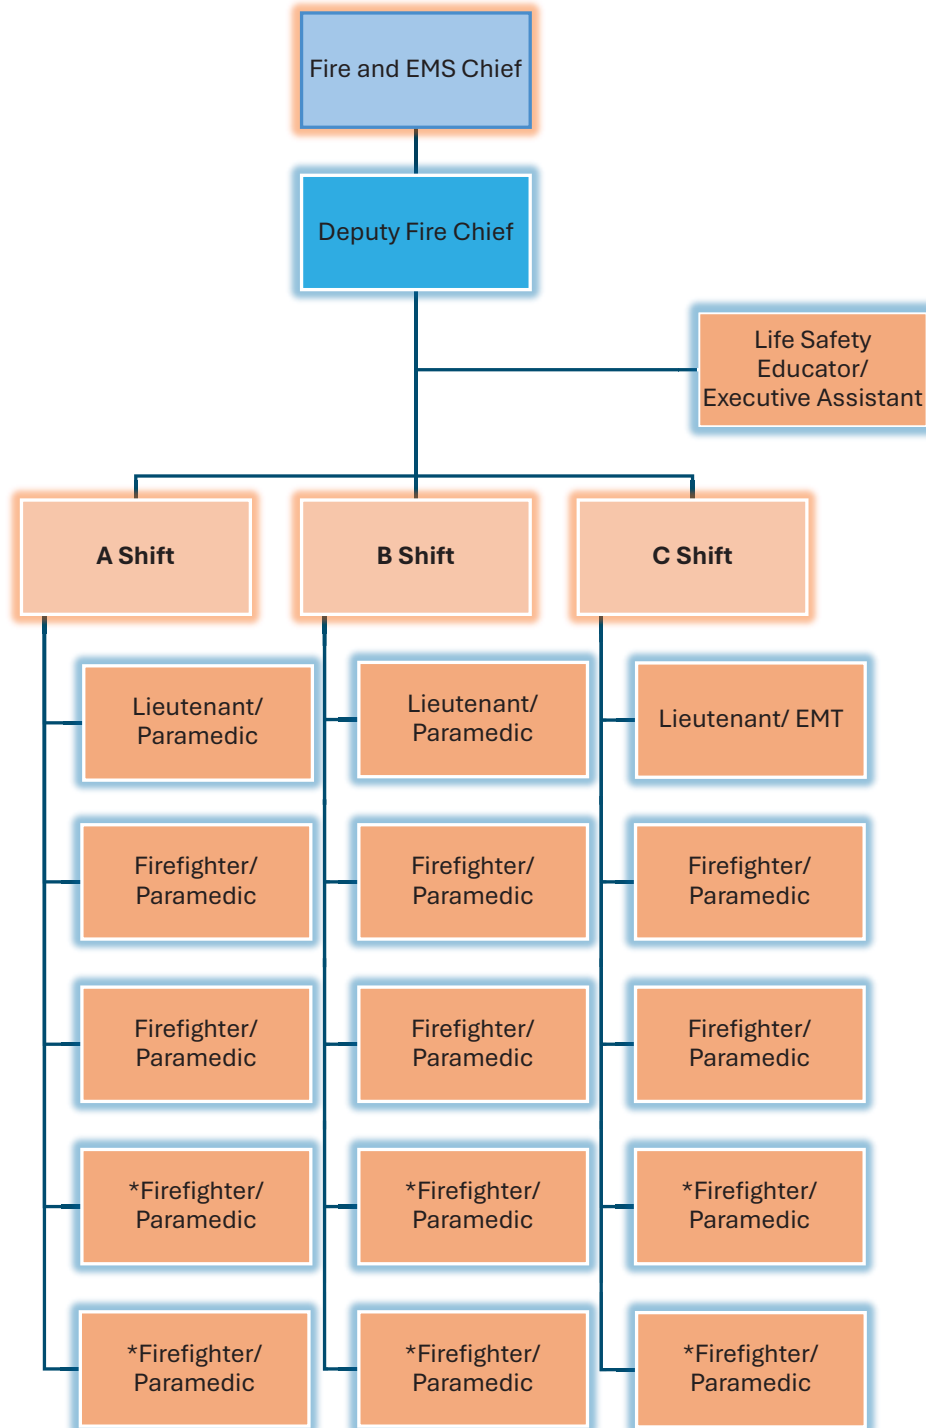 Fire and EMS Chief
Deputy Fire Chief
Life Safety
Educator/
Executive Assistant
A Shift
B Shift
C Shift
Lieutenant/
Paramedic
Lieutenant/
Paramedic
Lieutenant/ EMT
Firefighter/
Paramedic
Firefighter/
Paramedic
Firefighter/
Paramedic
Firefighter/
Paramedic
Firefighter/
Paramedic
Firefighter/
Paramedic
*Firefighter/
Paramedic
*Firefighter/
Paramedic
*Firefighter/
Paramedic
*Firefighter/
Paramedic
*Firefighter/
Paramedic
*Firefighter/
Paramedic